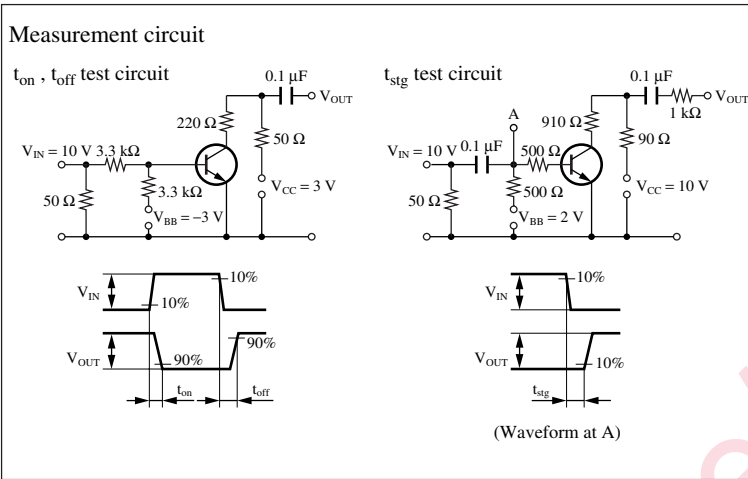 Measurement circuit
t_on , t_off test circuit
0.1 µF
V_OUT
220 Ω
50 Ω
V_IN = 10 V
3.3 kΩ
50 Ω
3.3 kΩ
V_BB = −3 V
V_CC = 3 V
V_IN
10%
10%
V_OUT
90%
90%
t_on
t_off
t_stg test circuit
0.1 µF
V_OUT
1 kΩ
A
910 Ω
90 Ω
V_IN = 10 V
0.1 µF
500 Ω
50 Ω
500 Ω
V_BB = 2 V
V_CC = 10 V
V_IN
10%
V_OUT
10%
t_stg
(Waveform at A)